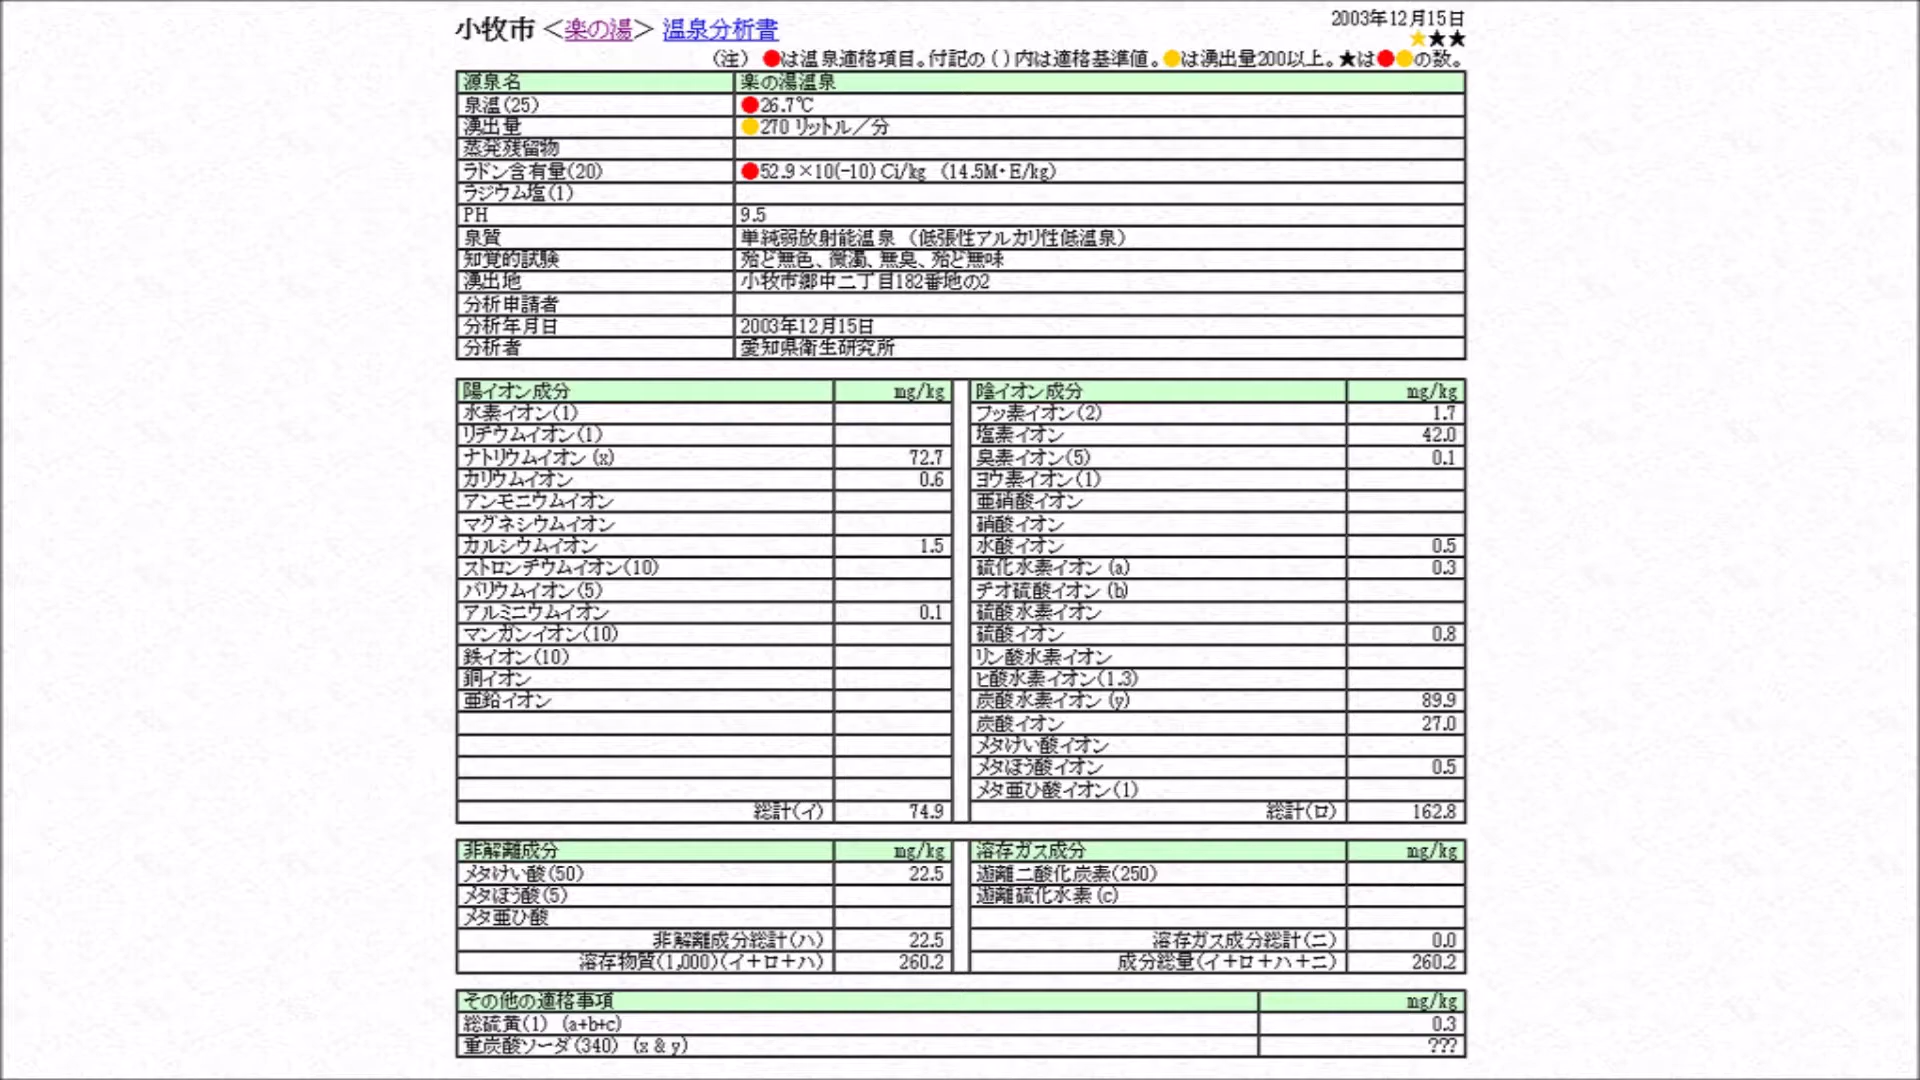 小牧市 ＜楽の湯＞ 温泉分析書
2003年12月15日
★★★
（注） ●は温泉適格項目。付記の（）内は適格基準値。●は湧出量200以上。★は●●の数。
源泉名 楽の湯温泉
泉温(25) ●26.7℃
湧出量 ●270 リットル／分
蒸発残留物
ラドン含有量(20) ●52.9×10(-10) Ci/kg （14.5M･E/kg）
ラジウム塩(1)
PH 9.5
泉質 単純弱放射能温泉 （低張性アルカリ性低温泉）
知覚的試験 殆ど無色、微濁、無臭、殆ど無味
湧出地 小牧市郷中二丁目182番地の2
分析申請者
分析年月日 2003年12月15日
分析者 愛知県衛生研究所
陽イオン成分 mg/kg 陰イオン成分 mg/kg
水素イオン(1) フッ素イオン(2) 1.7
リチウムイオン(1) 塩素イオン 42.0
ナトリウムイオン (x) 72.7 臭素イオン(5) 0.1
カリウムイオン 0.6 ヨウ素イオン(1)
アンモニウムイオン 亜硝酸イオン
マグネシウムイオン 硝酸イオン
カルシウムイオン 1.5 水酸イオン 0.5
ストロンチウムイオン(10) 硫化水素イオン (a) 0.3
バリウムイオン(5) チオ硫酸イオン (b)
アルミニウムイオン 0.1 硫酸水素イオン
マンガンイオン(10) 硫酸イオン 0.8
鉄イオン(10) リン酸水素イオン
銅イオン ヒ酸水素イオン(1.3)
亜鉛イオン 炭酸水素イオン (y) 89.9
炭酸イオン 27.0
メタけい酸イオン
メタほう酸イオン 0.5
メタ亜ひ酸イオン(1)
総計(イ) 74.9 総計(ロ) 162.8
非解離成分 mg/kg 溶存ガス成分 mg/kg
メタけい酸(50) 22.5 遊離二酸化炭素(250)
メタほう酸(5) 遊離硫化水素 (c)
メタ亜ひ酸
非解離成分総計(ハ) 22.5 溶存ガス成分総計(ニ) 0.0
溶存物質(1,000)(イ＋ロ＋ハ) 260.2 成分総量(イ＋ロ＋ハ＋ニ) 260.2
その他の適格事項 mg/kg
総硫黄(1) (a+b+c) 0.3
重炭酸ソーダ(340) (x & y) ???